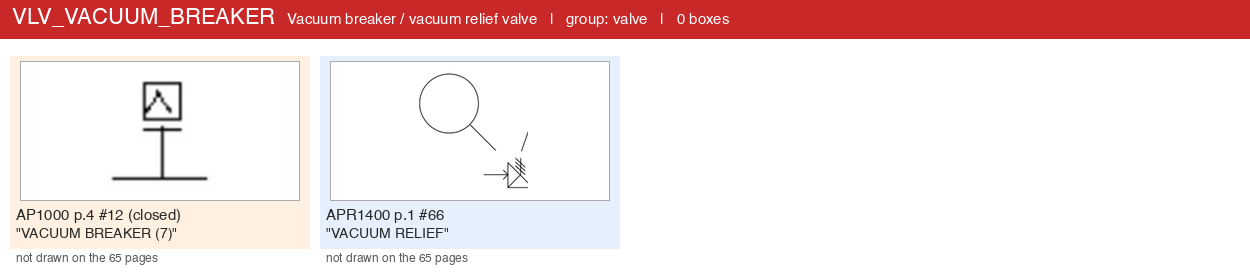 VLV_VACUUM_BREAKER Vacuum breaker / vacuum relief valve | group: valve | 0 boxes
AP1000 p.4 #12 (closed)
"VACUUM BREAKER (7)"
not drawn on the 65 pages
APR1400 p.1 #66
"VACUUM RELIEF"
not drawn on the 65 pages